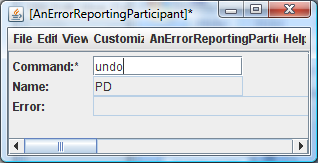 [AnErrorReportingParticipant]*
File Edit View Customiz AnErrorReportingPartic Help
Command:* undo
Name: PD
Error: